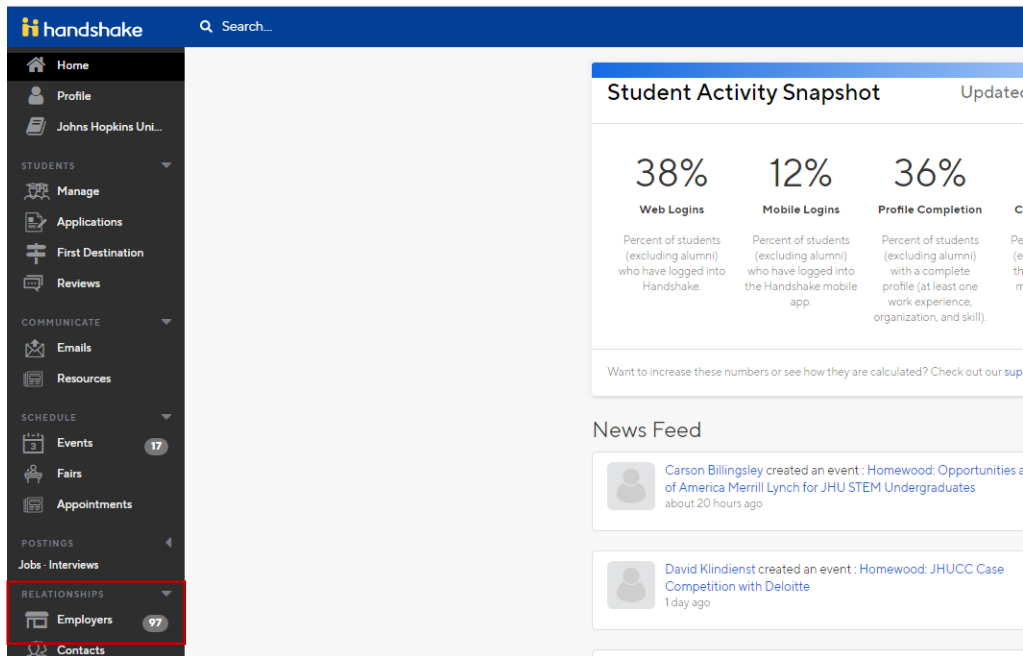 handshake
Search...
Home
Profile
Johns Hopkins Uni...
STUDENTS
Manage
Applications
First Destination
Reviews
COMMUNICATE
Emails
Resources
SCHEDULE
3
Events 17
Fairs
Appointments
POSTINGS
Jobs · Interviews
RELATIONSHIPS
Employers 97
Contacts
Student Activity Snapshot Updated
38% 12% 36%
Web Logins Mobile Logins Profile Completion C
Percent of students
(excluding alumni)
who have logged into
Handshake.
Percent of students
(excluding alumni)
who have logged into
the Handshake mobile
app.
Percent of students
(excluding alumni)
with a complete
profile (at least one
work experience,
organization, and skill).
Pe
(e
th
m
Want to increase these numbers or see how they are calculated? Check out our sup
News Feed
Carson Billingsley created an event : Homewood: Opportunities a
of America Merrill Lynch for JHU STEM Undergraduates
about 20 hours ago
David Klindienst created an event : Homewood: JHUCC Case
Competition with Deloitte
1 day ago